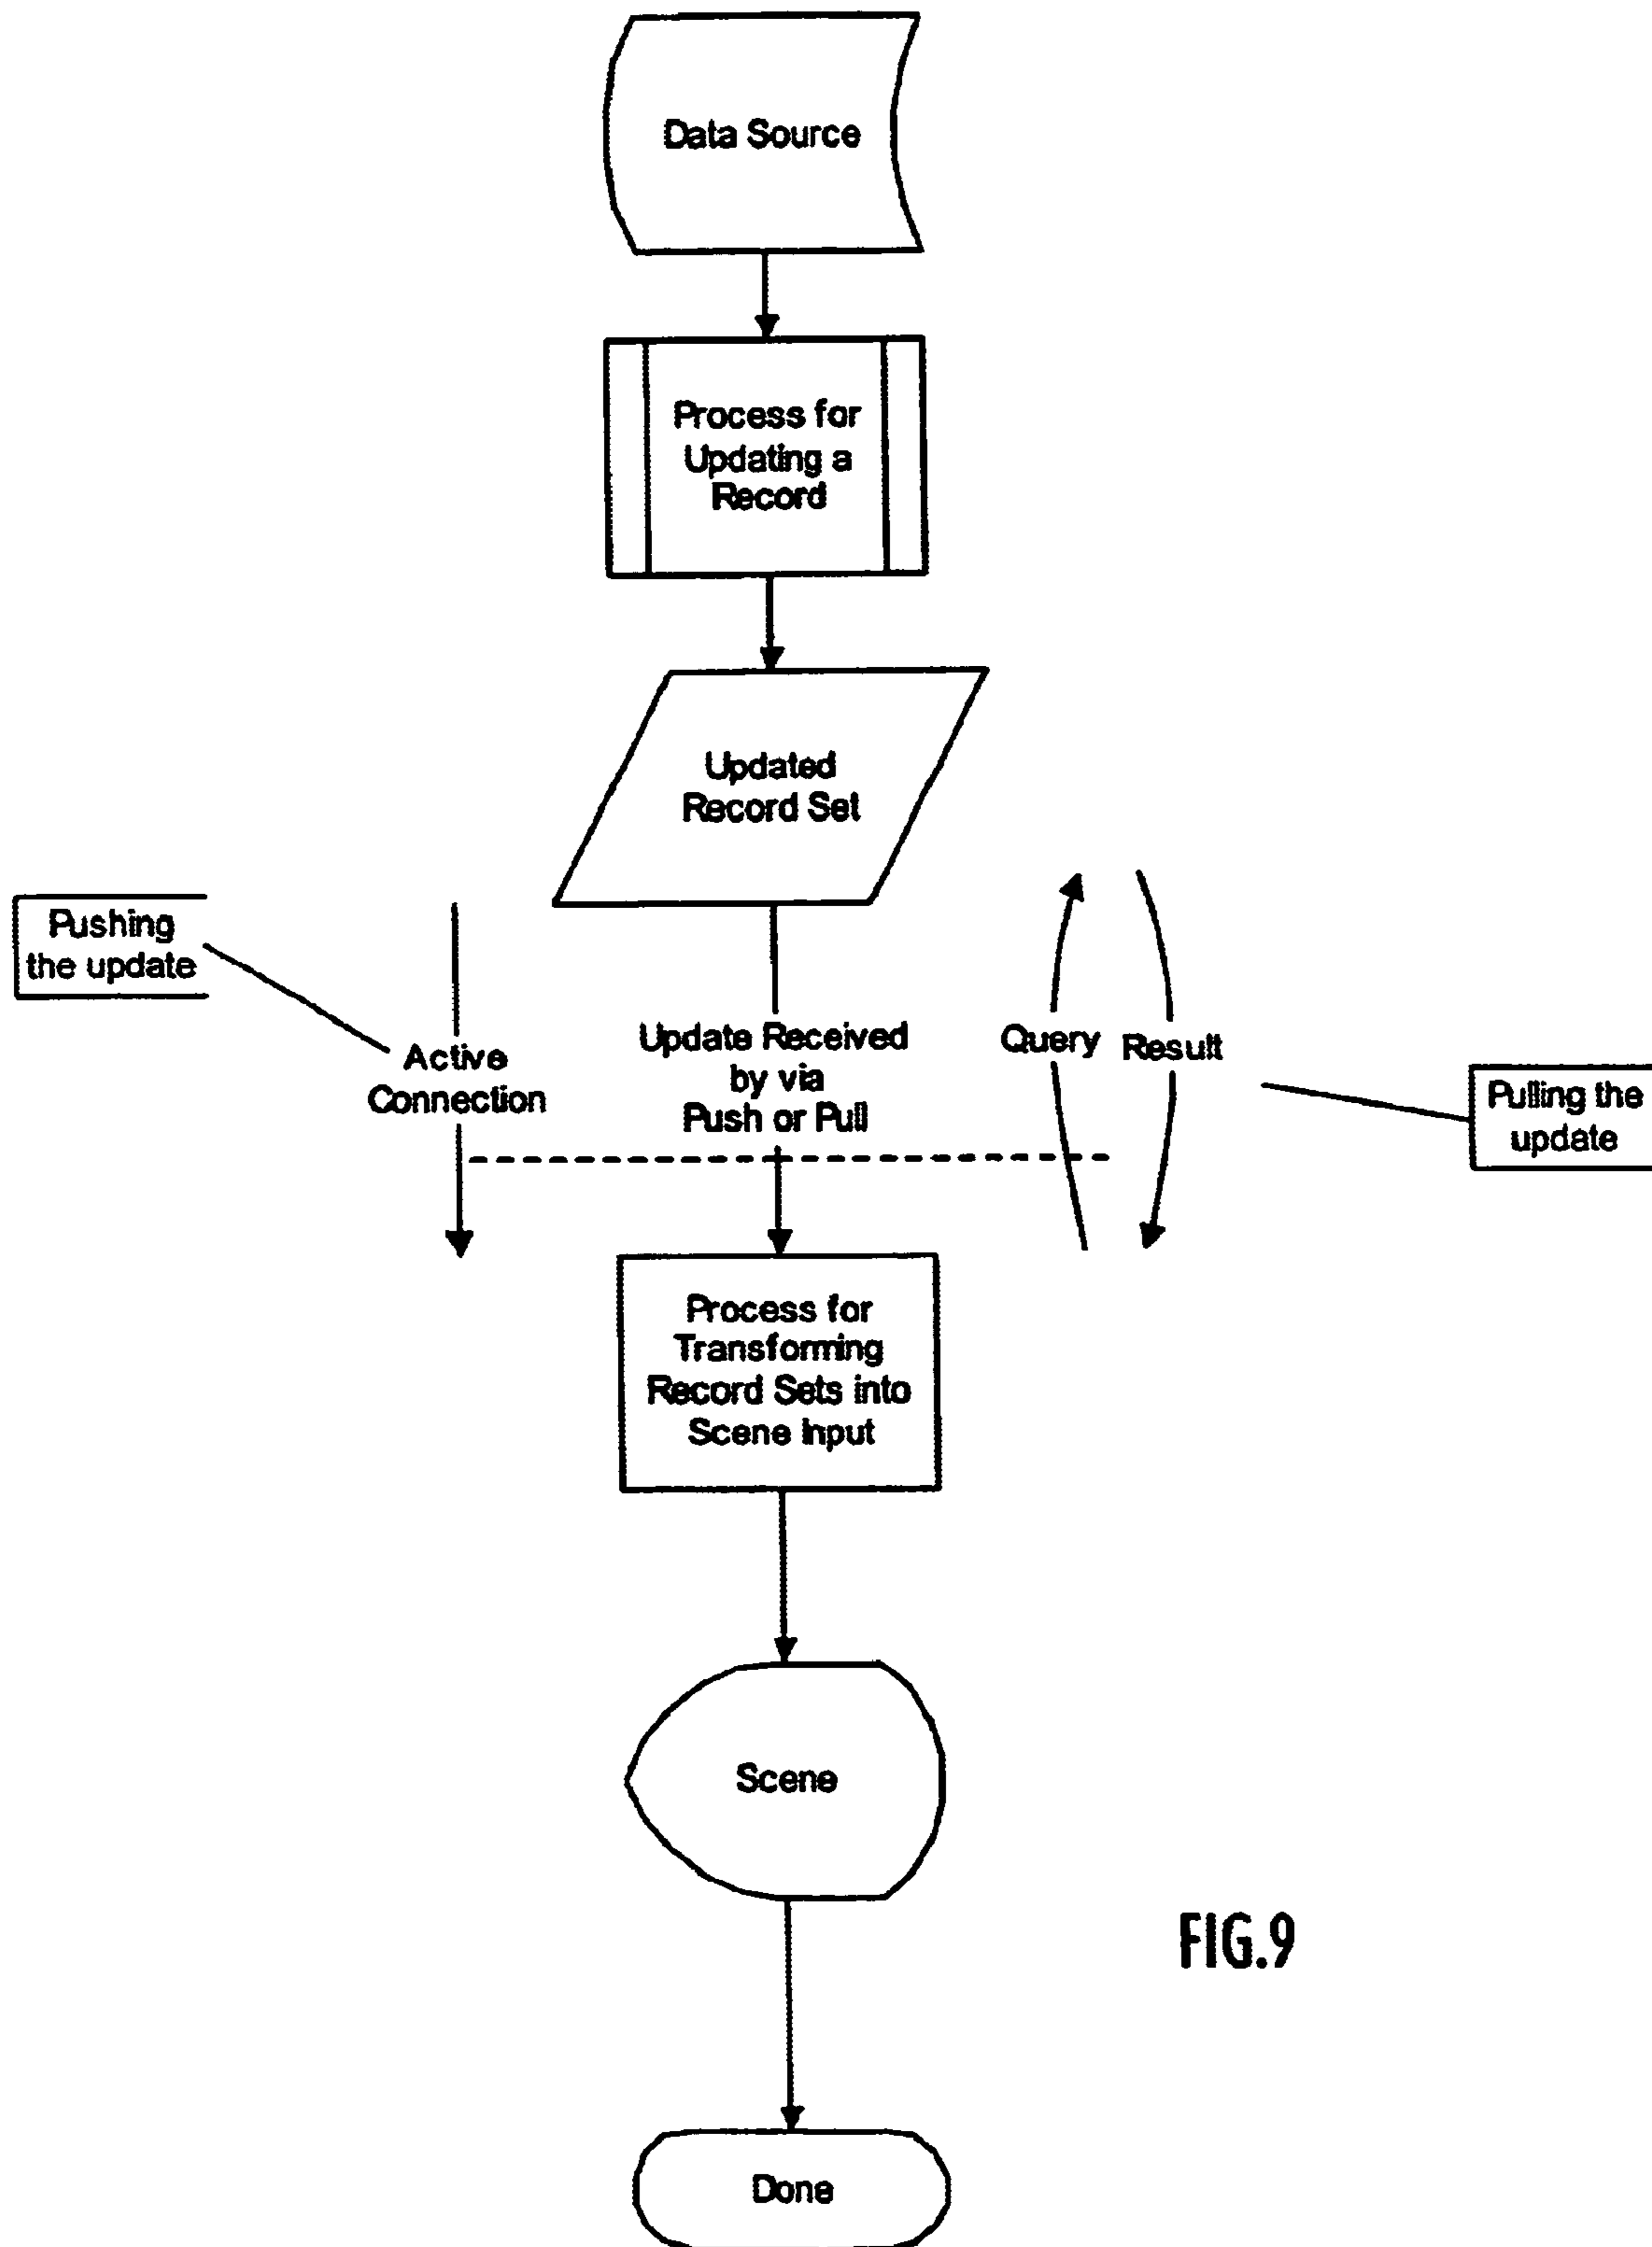 Data Source
Process for
Updating a
Record
Updated
Record Set
Pushing
the update
Active
Connection
Update Received
by via
Push or Pull
Query
Result
Pulling the
update
Process for
Transforming
Record Sets into
Scene Input
Scene
FIG.9
Done